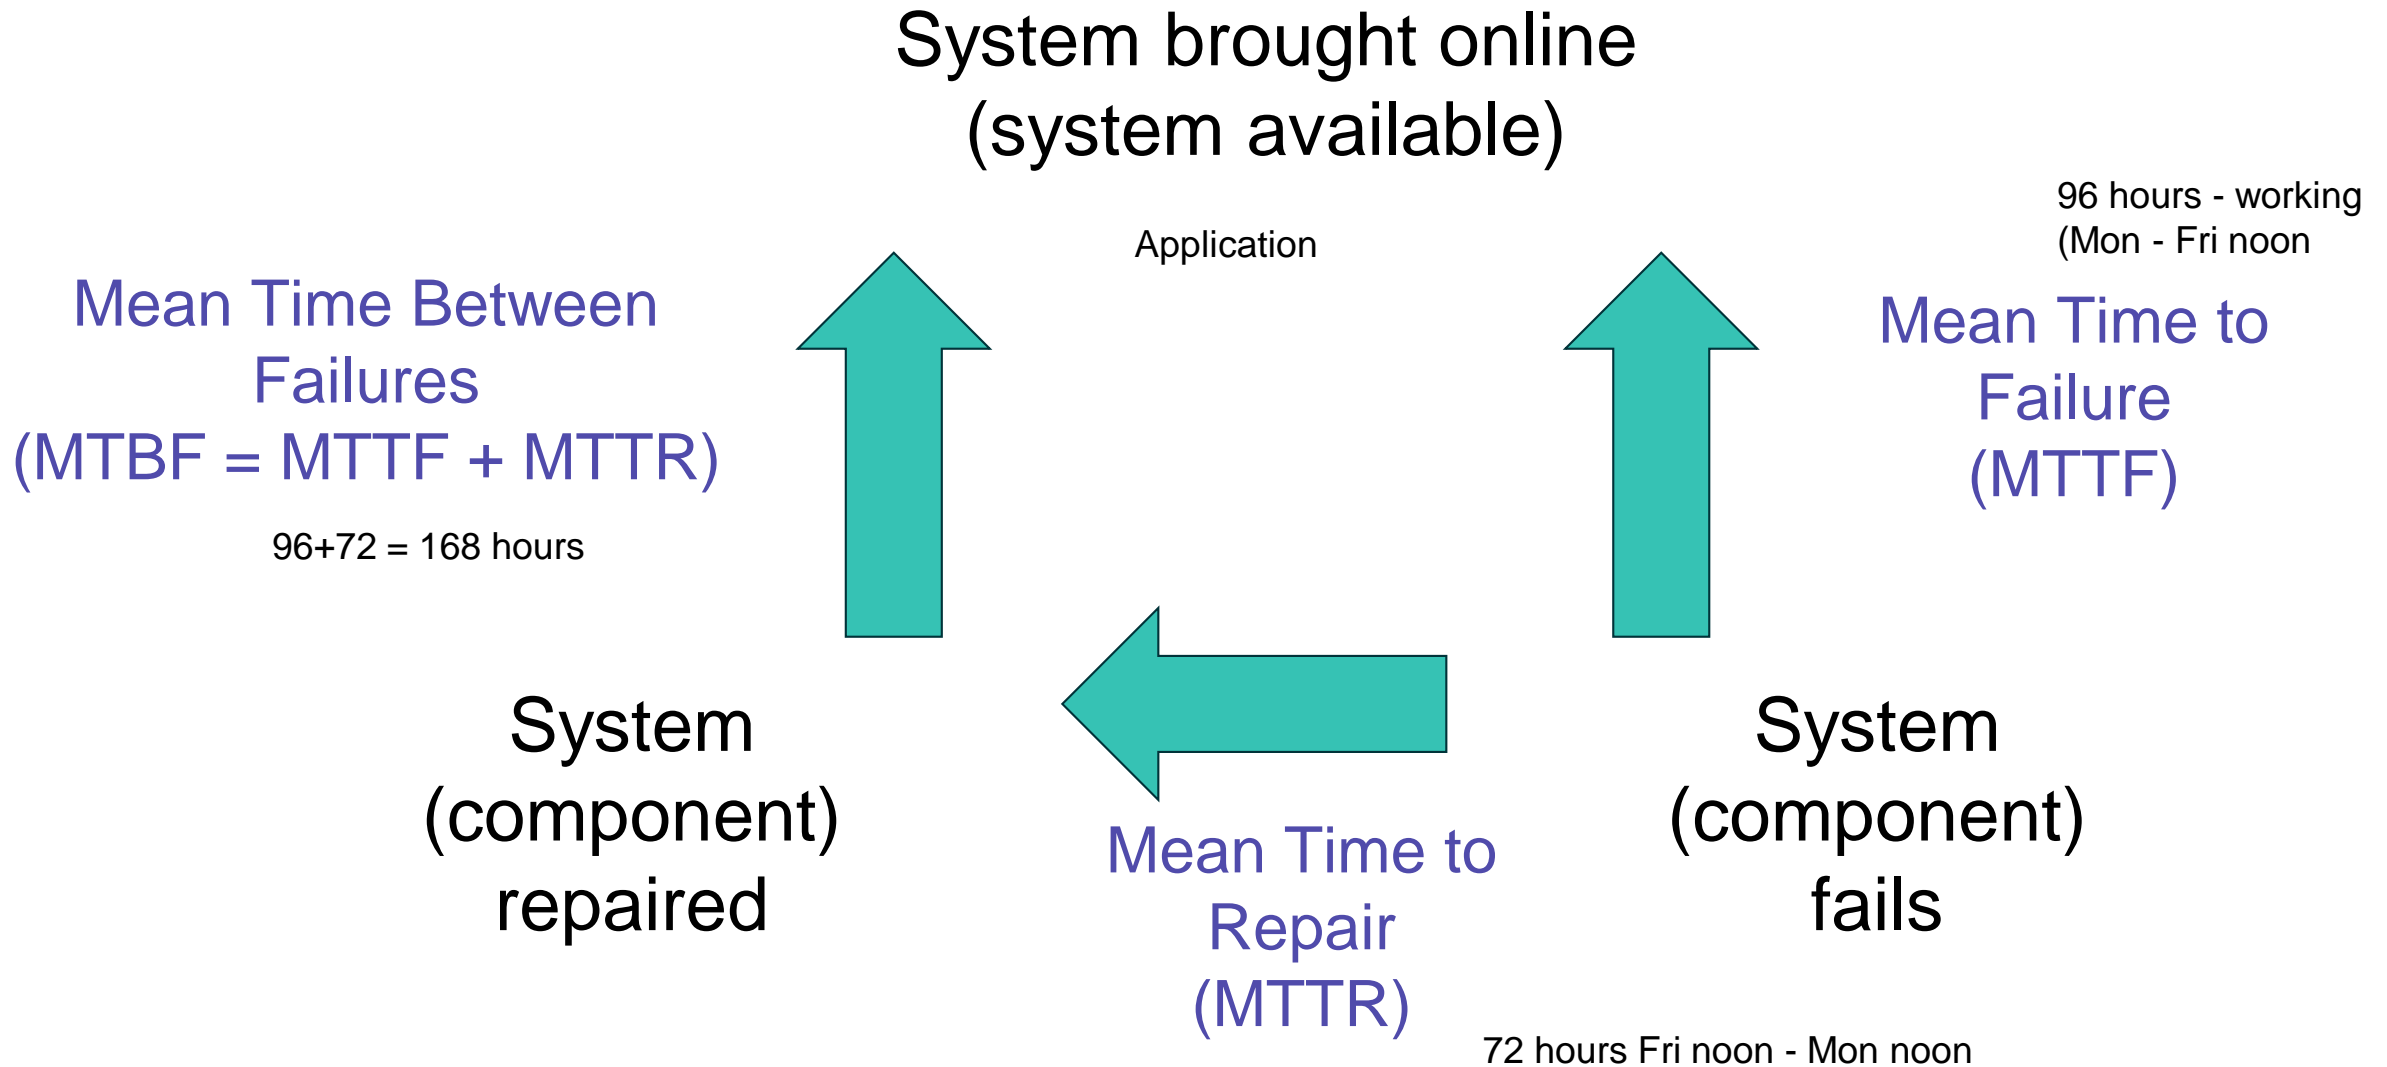 System brought online
(system available)
96 hours - working
(Mon - Fri noon
Application
Mean Time Between
Failures
(MTBF = MTTF + MTTR)
96+72 = 168 hours
Mean Time to
Failure
(MTTF)
System
(component)
repaired
Mean Time to
Repair
(MTTR)
System
(component)
fails
72 hours Fri noon - Mon noon